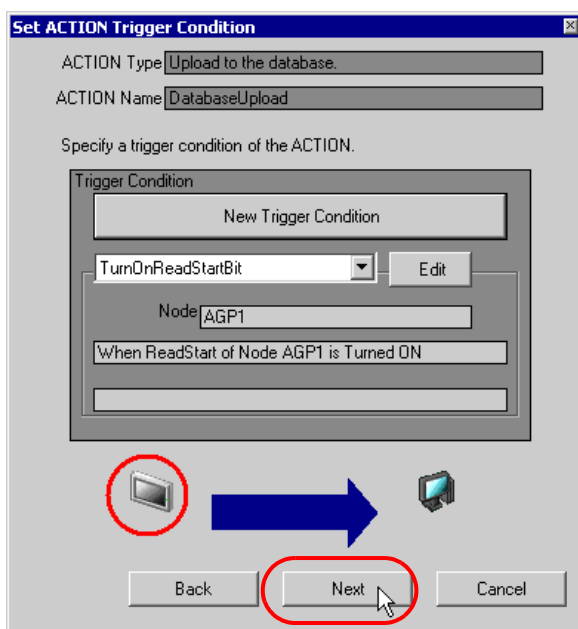 Set ACTION Trigger Condition
ACTION Type Upload to the database.
ACTION Name DatabaseUpload
Specify a trigger condition of the ACTION.
Trigger Condition
New Trigger Condition
TurnOnReadStartBit
Edit
Node AGP1
When ReadStart of Node AGP1 is Turned ON
Back Next Cancel